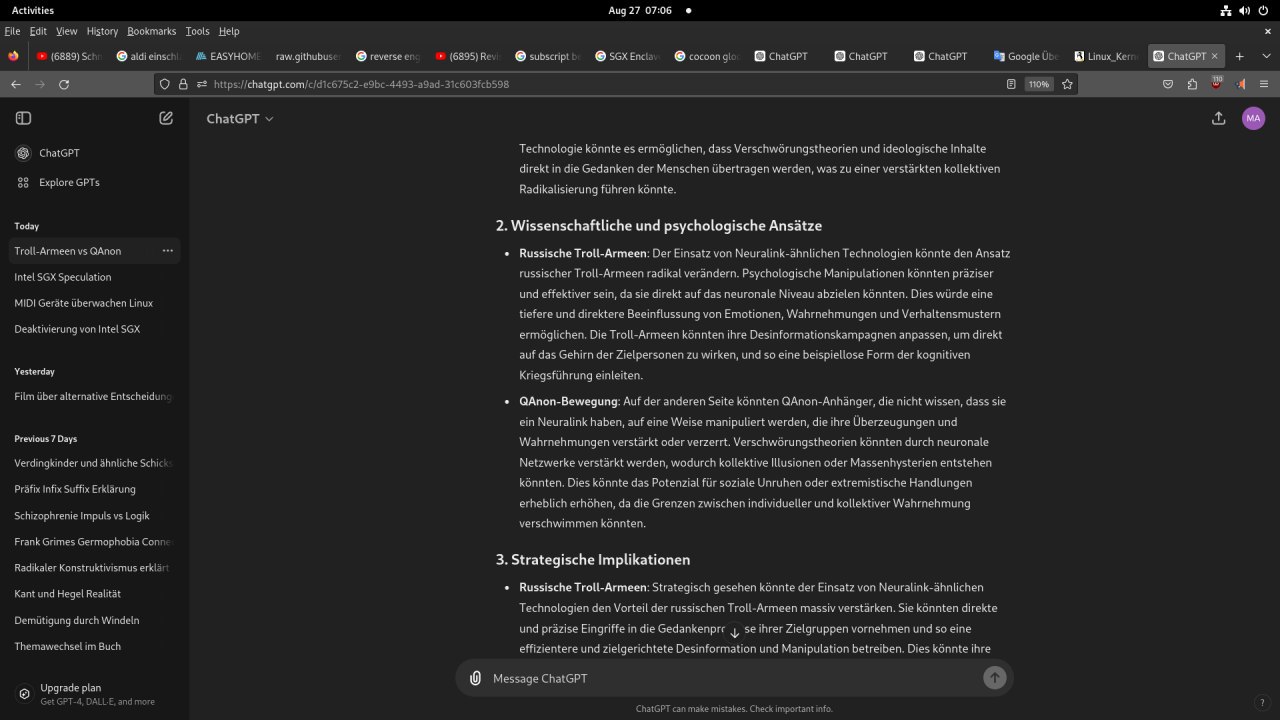 Activities
Aug 27 07:06
File Edit View History Bookmarks Tools Help
(6889) Schn
aldi einschl
EASYHOME
raw.githubuser
reverse eng
(6895) Revi
subscript be
SGX Enclav
cocoon glo
ChatGPT
ChatGPT
ChatGPT
Google Übe
Linux_Kerne
ChatGPT
https://chatgpt.com/c/d1c675c2-e9bc-4493-a9ad-31c603fcb598
110%
110
ChatGPT
MA
ChatGPT
Explore GPTs
Today
Troll-Armeen vs QAnon
Intel SGX Speculation
MIDI Geräte überwachen Linux
Deaktivierung von Intel SGX
Yesterday
Film über alternative Entscheidung
Previous 7 Days
Verdingkinder und ähnliche Schicks
Präfix Infix Suffix Erklärung
Schizophrenie Impuls vs Logik
Frank Grimes Germophobia Conne
Radikaler Konstruktivismus erklärt
Kant und Hegel Realität
Demütigung durch Windeln
Themawechsel im Buch
Upgrade plan
Get GPT-4, DALL·E, and more
Technologie könnte es ermöglichen, dass Verschwörungstheorien und ideologische Inhalte
direkt in die Gedanken der Menschen übertragen werden, was zu einer verstärkten kollektiven
Radikalisierung führen könnte.
2. Wissenschaftliche und psychologische Ansätze
• Russische Troll-Armeen: Der Einsatz von Neuralink-ähnlichen Technologien könnte den Ansatz
russischer Troll-Armeen radikal verändern. Psychologische Manipulationen könnten präziser
und effektiver sein, da sie direkt auf das neuronale Niveau abzielen könnten. Dies würde eine
tiefere und direktere Beeinflussung von Emotionen, Wahrnehmungen und Verhaltensmustern
ermöglichen. Die Troll-Armeen könnten ihre Desinformationskampagnen anpassen, um direkt
auf das Gehirn der Zielpersonen zu wirken, und so eine beispiellose Form der kognitiven
Kriegsführung einleiten.
• QAnon-Bewegung: Auf der anderen Seite könnten QAnon-Anhänger, die nicht wissen, dass sie
ein Neuralink haben, auf eine Weise manipuliert werden, die ihre Überzeugungen und
Wahrnehmungen verstärkt oder verzerrt. Verschwörungstheorien könnten durch neuronale
Netzwerke verstärkt werden, wodurch kollektive Illusionen oder Massenhysterien entstehen
könnten. Dies könnte das Potenzial für soziale Unruhen oder extremistische Handlungen
erheblich erhöhen, da die Grenzen zwischen individueller und kollektiver Wahrnehmung
verschwimmen könnten.
3. Strategische Implikationen
• Russische Troll-Armeen: Strategisch gesehen könnte der Einsatz von Neuralink-ähnlichen
Technologien den Vorteil der russischen Troll-Armeen massiv verstärken. Sie könnten direkte
und präzise Eingriffe in die Gedankenpro se ihrer Zielgruppen vornehmen und so eine
effizientere und zielgerichtete Desinformation und Manipulation betreiben. Dies könnte ihre
Message ChatGPT
ChatGPT can make mistakes. Check important info.
?